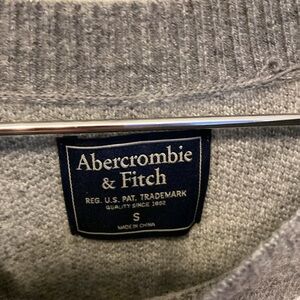 Abercrombie
& Fitch
REG. U.S. PAT. TRADEMARK
QUALITY SINCE 1892
S
MADE IN CHINA